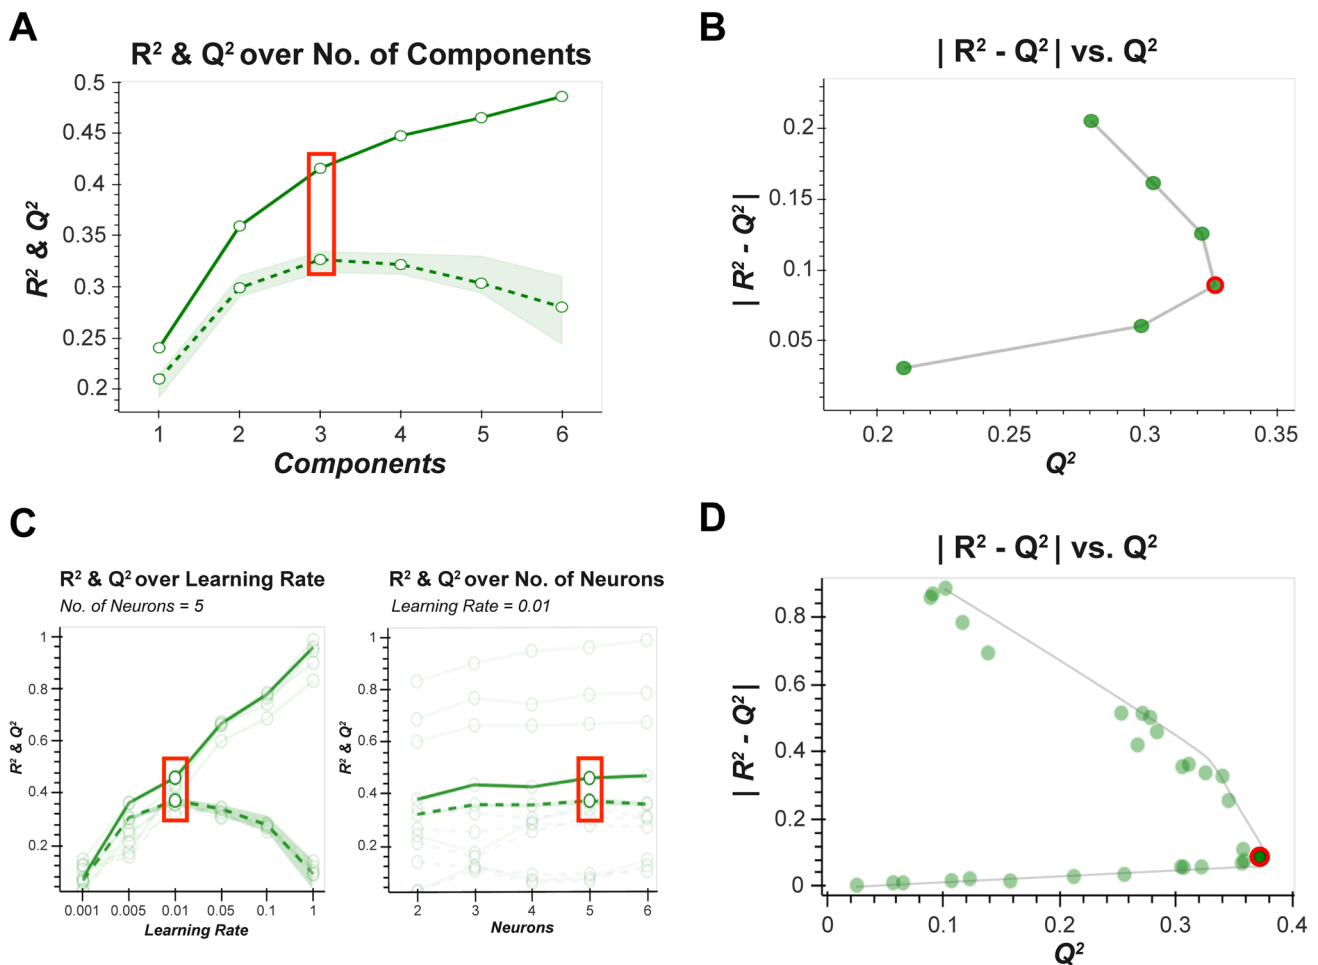 A
R² & Q² over No. of Components
0.5
0.45
0.4
0.35
0.3
0.25
0.2
R² & Q²
1 2 3 4 5 6
Components
B
| R² - Q² | vs. Q²
0.2
0.15
0.1
0.05
| R² - Q² |
0.2 0.25 0.3 0.35
Q²
C
R² & Q² over Learning Rate
No. of Neurons = 5
1
0.8
0.6
0.4
0.2
R² & Q²
0.001 0.005 0.01 0.05 0.1 1
Learning Rate
R² & Q² over No. of Neurons
Learning Rate = 0.01
1
0.8
0.6
0.4
0.2
R² & Q²
2 3 4 5 6
Neurons
D
| R² - Q² | vs. Q²
0.8
0.6
0.4
0.2
0
| R² - Q² |
0 0.1 0.2 0.3 0.4
Q²